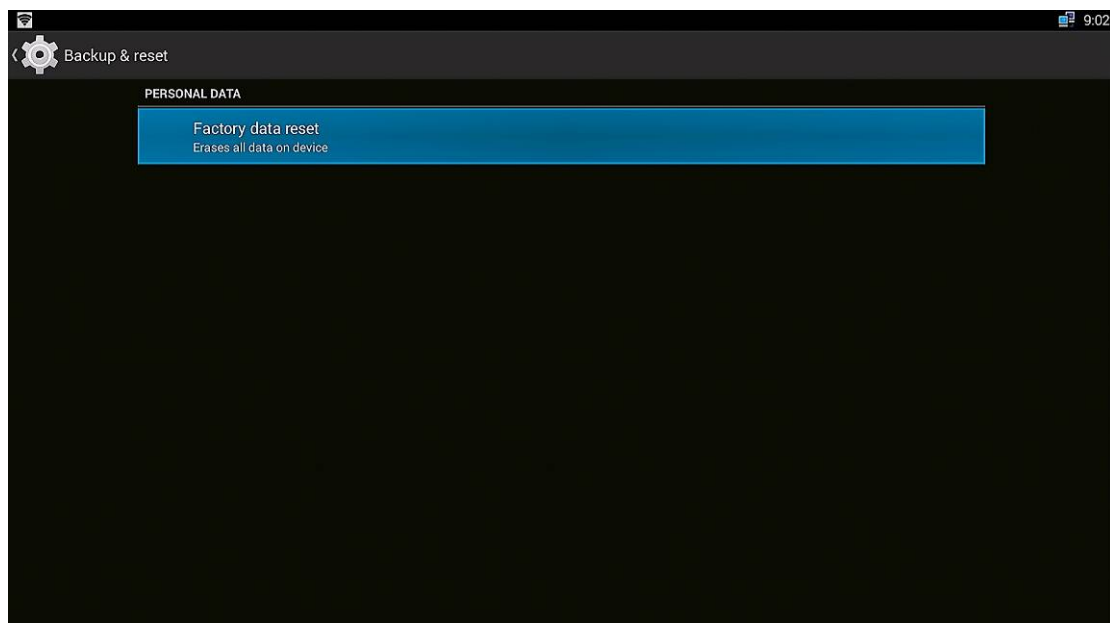 9:02
Backup & reset
PERSONAL DATA
Factory data reset
Erases all data on device